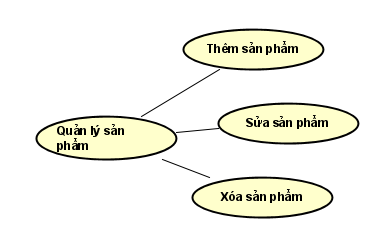 Thêm sản phẩm
Quản lý sản
phẩm
Sửa sản phẩm
Xóa sản phẩm